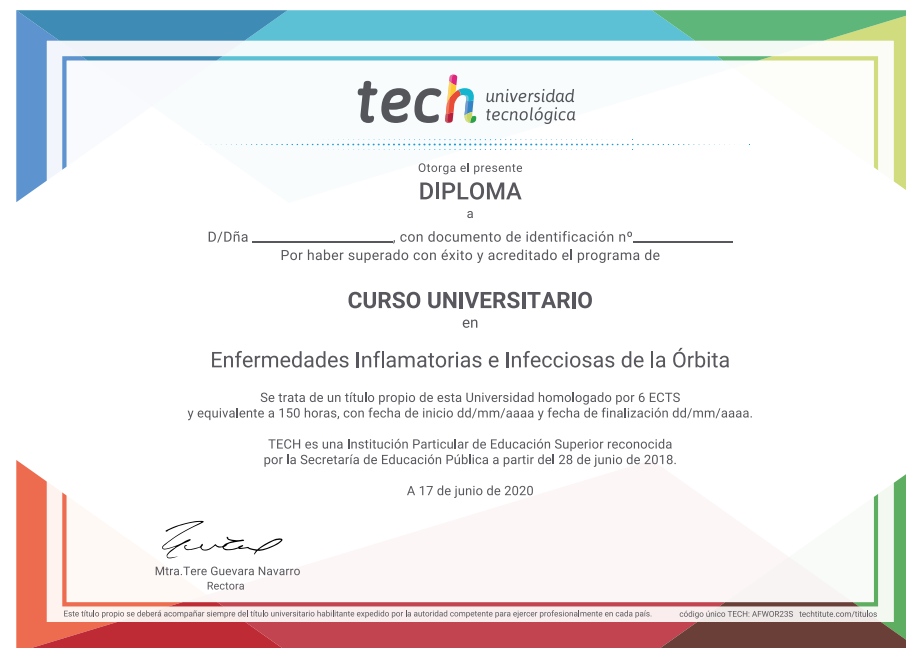 tech universidad
tecnológica
Otorga el presente
DIPLOMA
a
D/Dña , con documento de identificación nº
Por haber superado con éxito y acreditado el programa de
CURSO UNIVERSITARIO
en
Enfermedades Inflamatorias e Infecciosas de la Órbita
Se trata de un título propio de esta Universidad homologado por 6 ECTS
y equivalente a 150 horas, con fecha de inicio dd/mm/aaaa y fecha de finalización dd/mm/aaaa.
TECH es una Institución Particular de Educación Superior reconocida
por la Secretaría de Educación Pública a partir del 28 de junio de 2018.
A 17 de junio de 2020
Mtra.Tere Guevara Navarro
Rectora
Este título propio se deberá acompañar siempre del título universitario habilitante expedido por la autoridad competente para ejercer profesionalmente en cada país. código único TECH: AFWOR23S techtitute.com/titulos